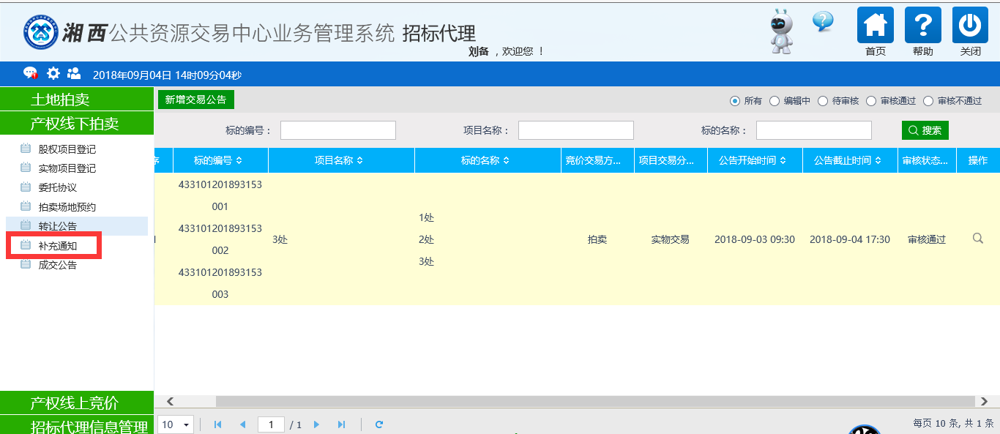 湘西公共资源交易中心业务管理系统 招标代理
刘备 ，欢迎您 ！
首页 帮助 关闭
2018年09月04日 14时09分04秒
土地拍卖
产权线下拍卖
股权项目登记
实物项目登记
委托协议
拍卖场地预约
转让公告
补充通知
成交公告
产权线上竞价
招标代理信息管理
新增交易公告
所有 编辑中 待审核 审核通过 审核不通过
标的编号： 项目名称： 标的名称： 搜索
序 标的编号 项目名称 标的名称 竞价交易方... 项目交易分... 公告开始时间 公告截止时间 审核状态... 操作
433101201893153
001
433101201893153
002
433101201893153
003
3处
1处
2处
3处
拍卖 实物交易 2018-09-03 09:30 2018-09-04 17:30 审核通过
10 1 / 1 每页 10 条, 共 1 条